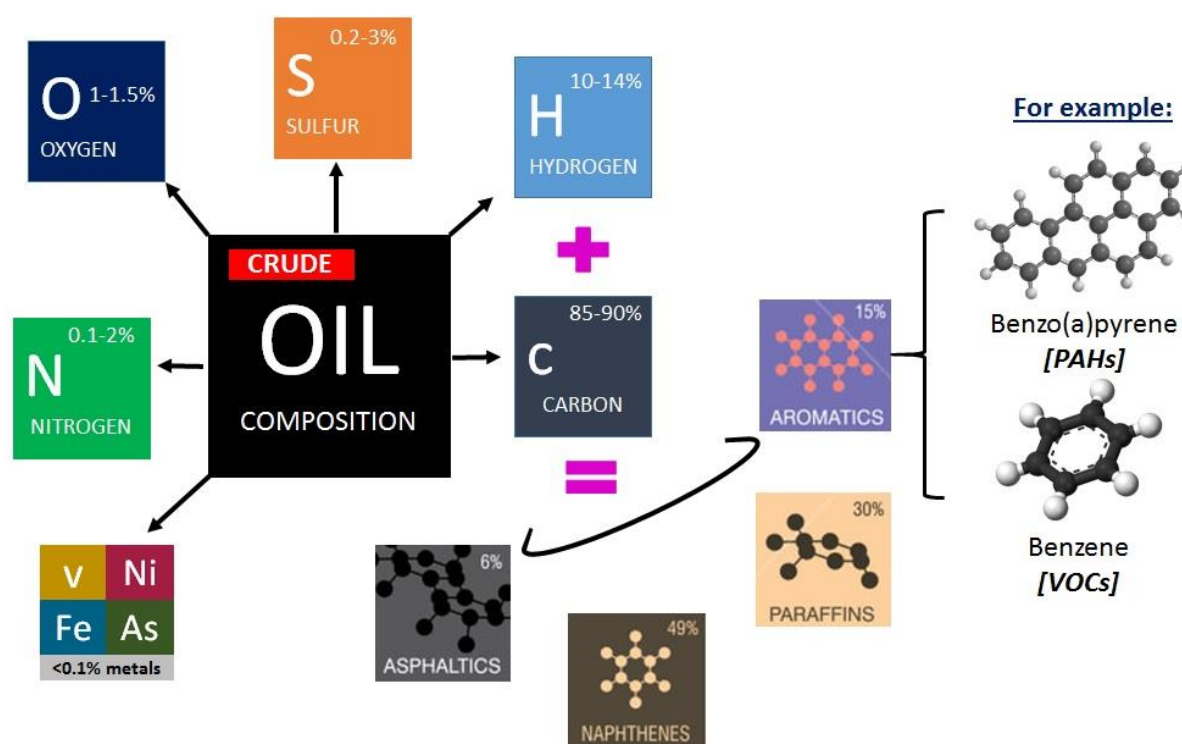 O 1-1.5%
OXYGEN
0.2-3%
S
SULFUR
10-14%
H
HYDROGEN
For example:
CRUDE
OIL
COMPOSITION
0.1-2%
N
NITROGEN
85-90%
c
CARBON
15%
AROMATICS
Benzo(a)pyrene
[PAHs]
v Ni
Fe As
<0.1% metals
6%
ASPHALTICS
30%
PARAFFINS
49%
NAPHTHENES
Benzene
[VOCs]